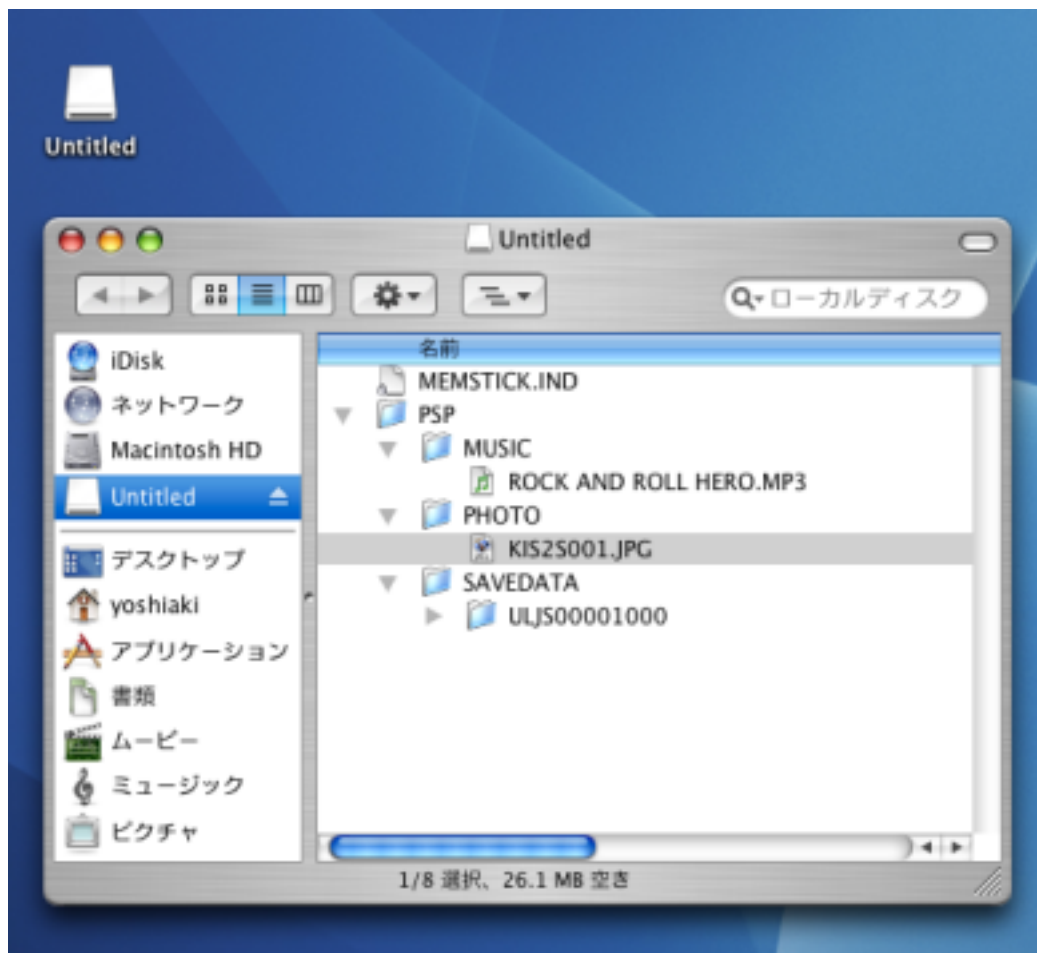 Untitled
Untitled
ローカルディスク
iDisk
ネットワーク
Macintosh HD
Untitled
デスクトップ
yoshiaki
アプリケーション
書類
ムービー
ミュージック
ピクチャ
名前
MEMSTICK.IND
PSP
MUSIC
ROCK AND ROLL HERO.MP3
PHOTO
KIS2S001.JPG
SAVEDATA
ULJS00001000
1/8 選択、26.1 MB 空き